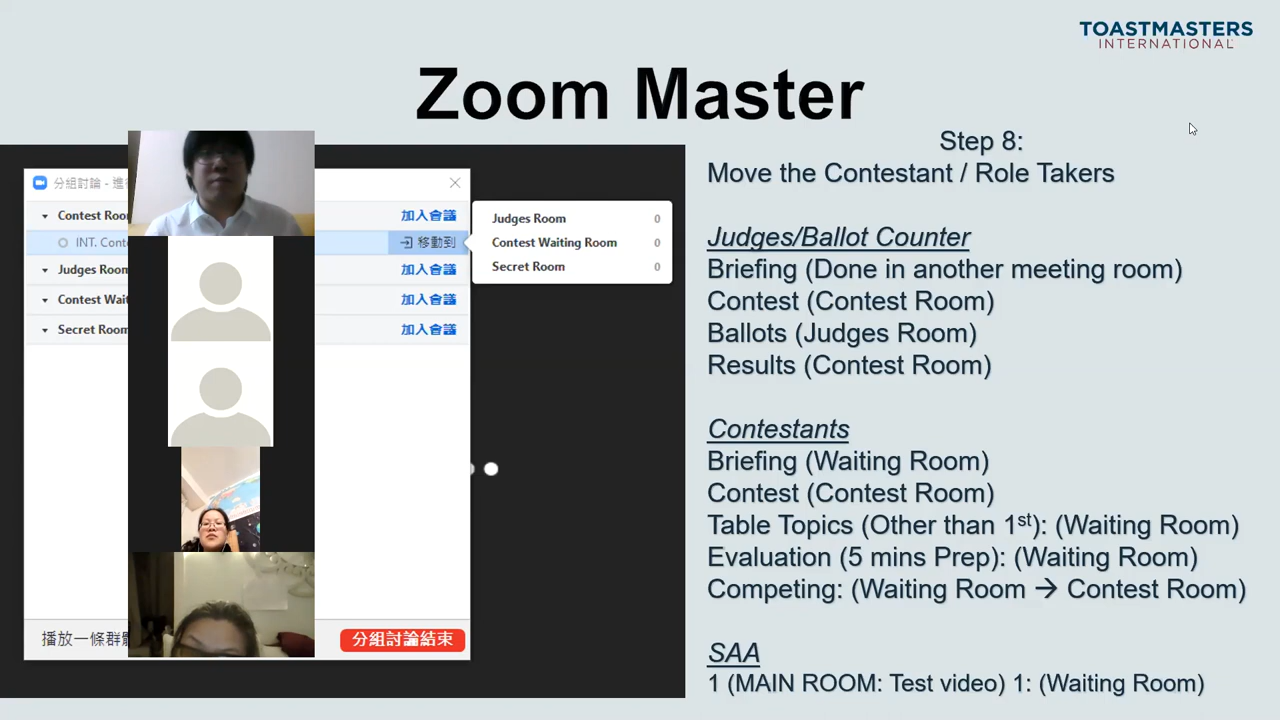 TOASTMASTERS
INTERNATIONAL
Zoom Master
Step 8:
Move the Contestant / Role Takers
分組討論 - 進
Contest Room
加入會議
INT. Conte
移動到
Judges Room
加入會議
Contest Wait
加入會議
Secret Room
加入會議
播放一條群
分組討論結束
Judges Room 0
Contest Waiting Room 0
Secret Room 0
Judges/Ballot Counter
Briefing (Done in another meeting room)
Contest (Contest Room)
Ballots (Judges Room)
Results (Contest Room)
Contestants
Briefing (Waiting Room)
Contest (Contest Room)
Table Topics (Other than 1st): (Waiting Room)
Evaluation (5 mins Prep): (Waiting Room)
Competing: (Waiting Room → Contest Room)
SAA
1 (MAIN ROOM: Test video) 1: (Waiting Room)